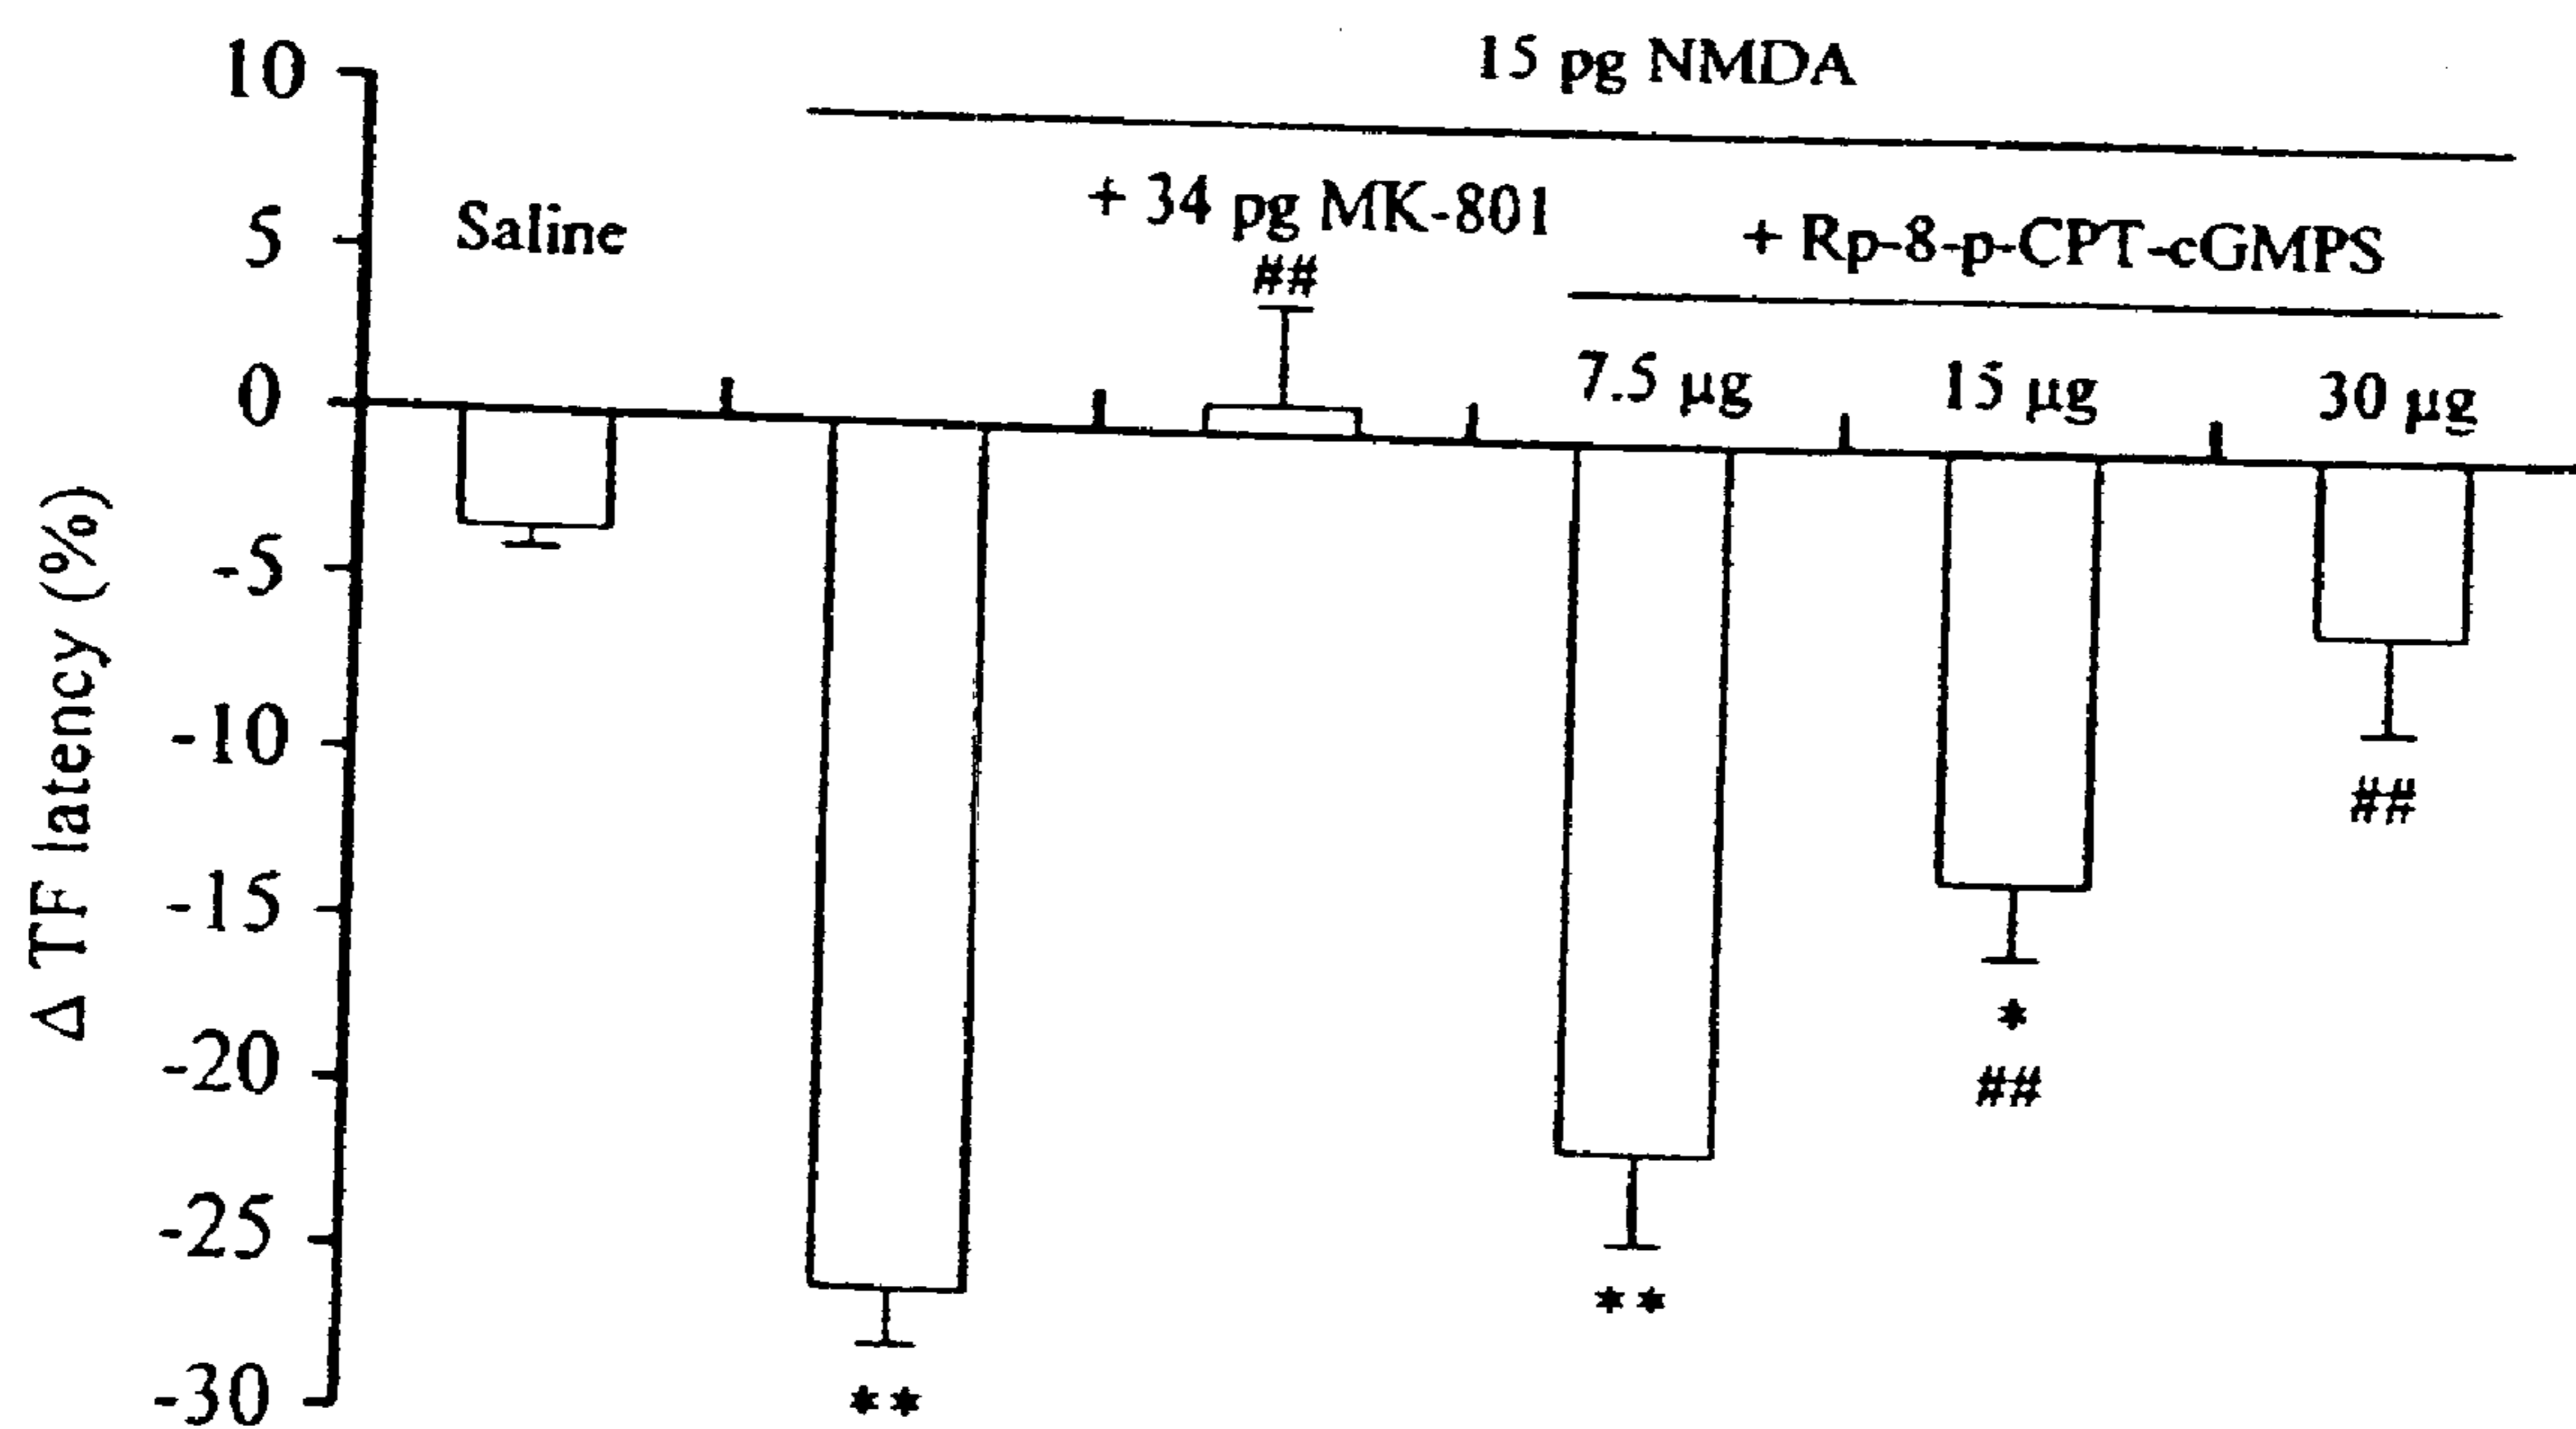 15 pg NMDA
+ 34 pg MK-801
Saline
+ Rp-8-p-CPT-cGMPS
##
7.5 µg
15 µg
30 µg
10
5
0
-5
-10
-15
-20
-25
-30
Δ TF latency (%)
**
**
*
##
##